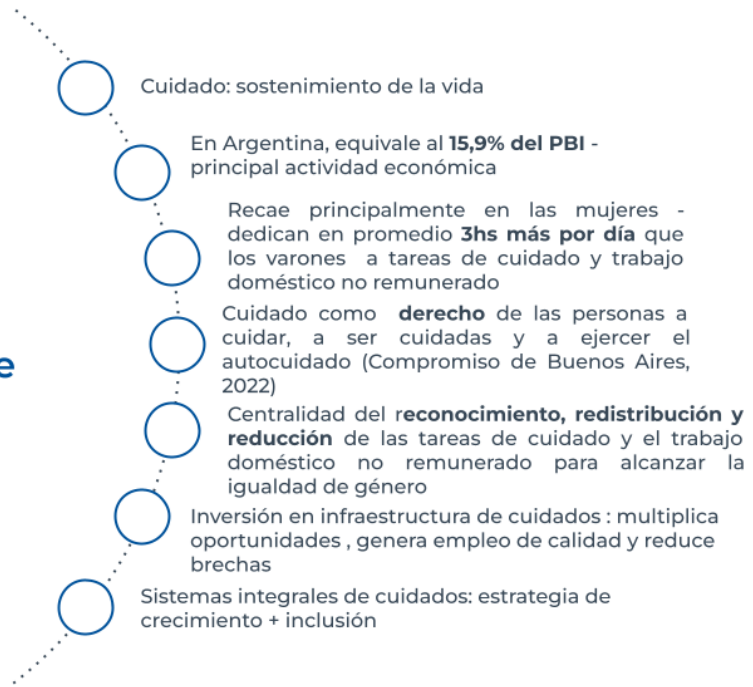 Cuidado: sostenimiento de la vida
En Argentina, equivale al 15,9% del PBI -
principal actividad económica
Recae principalmente en las mujeres -
dedican en promedio 3hs más por día que
los varones a tareas de cuidado y trabajo
doméstico no remunerado
Cuidado como derecho de las personas a
cuidar, a ser cuidadas y a ejercer el
autocuidado (Compromiso de Buenos Aires,
2022)
e
Centralidad del reconocimiento, redistribución y
reducción de las tareas de cuidado y el trabajo
doméstico no remunerado para alcanzar la
igualdad de género
Inversión en infraestructura de cuidados : multiplica
oportunidades , genera empleo de calidad y reduce
brechas
Sistemas integrales de cuidados: estrategia de
crecimiento + inclusión